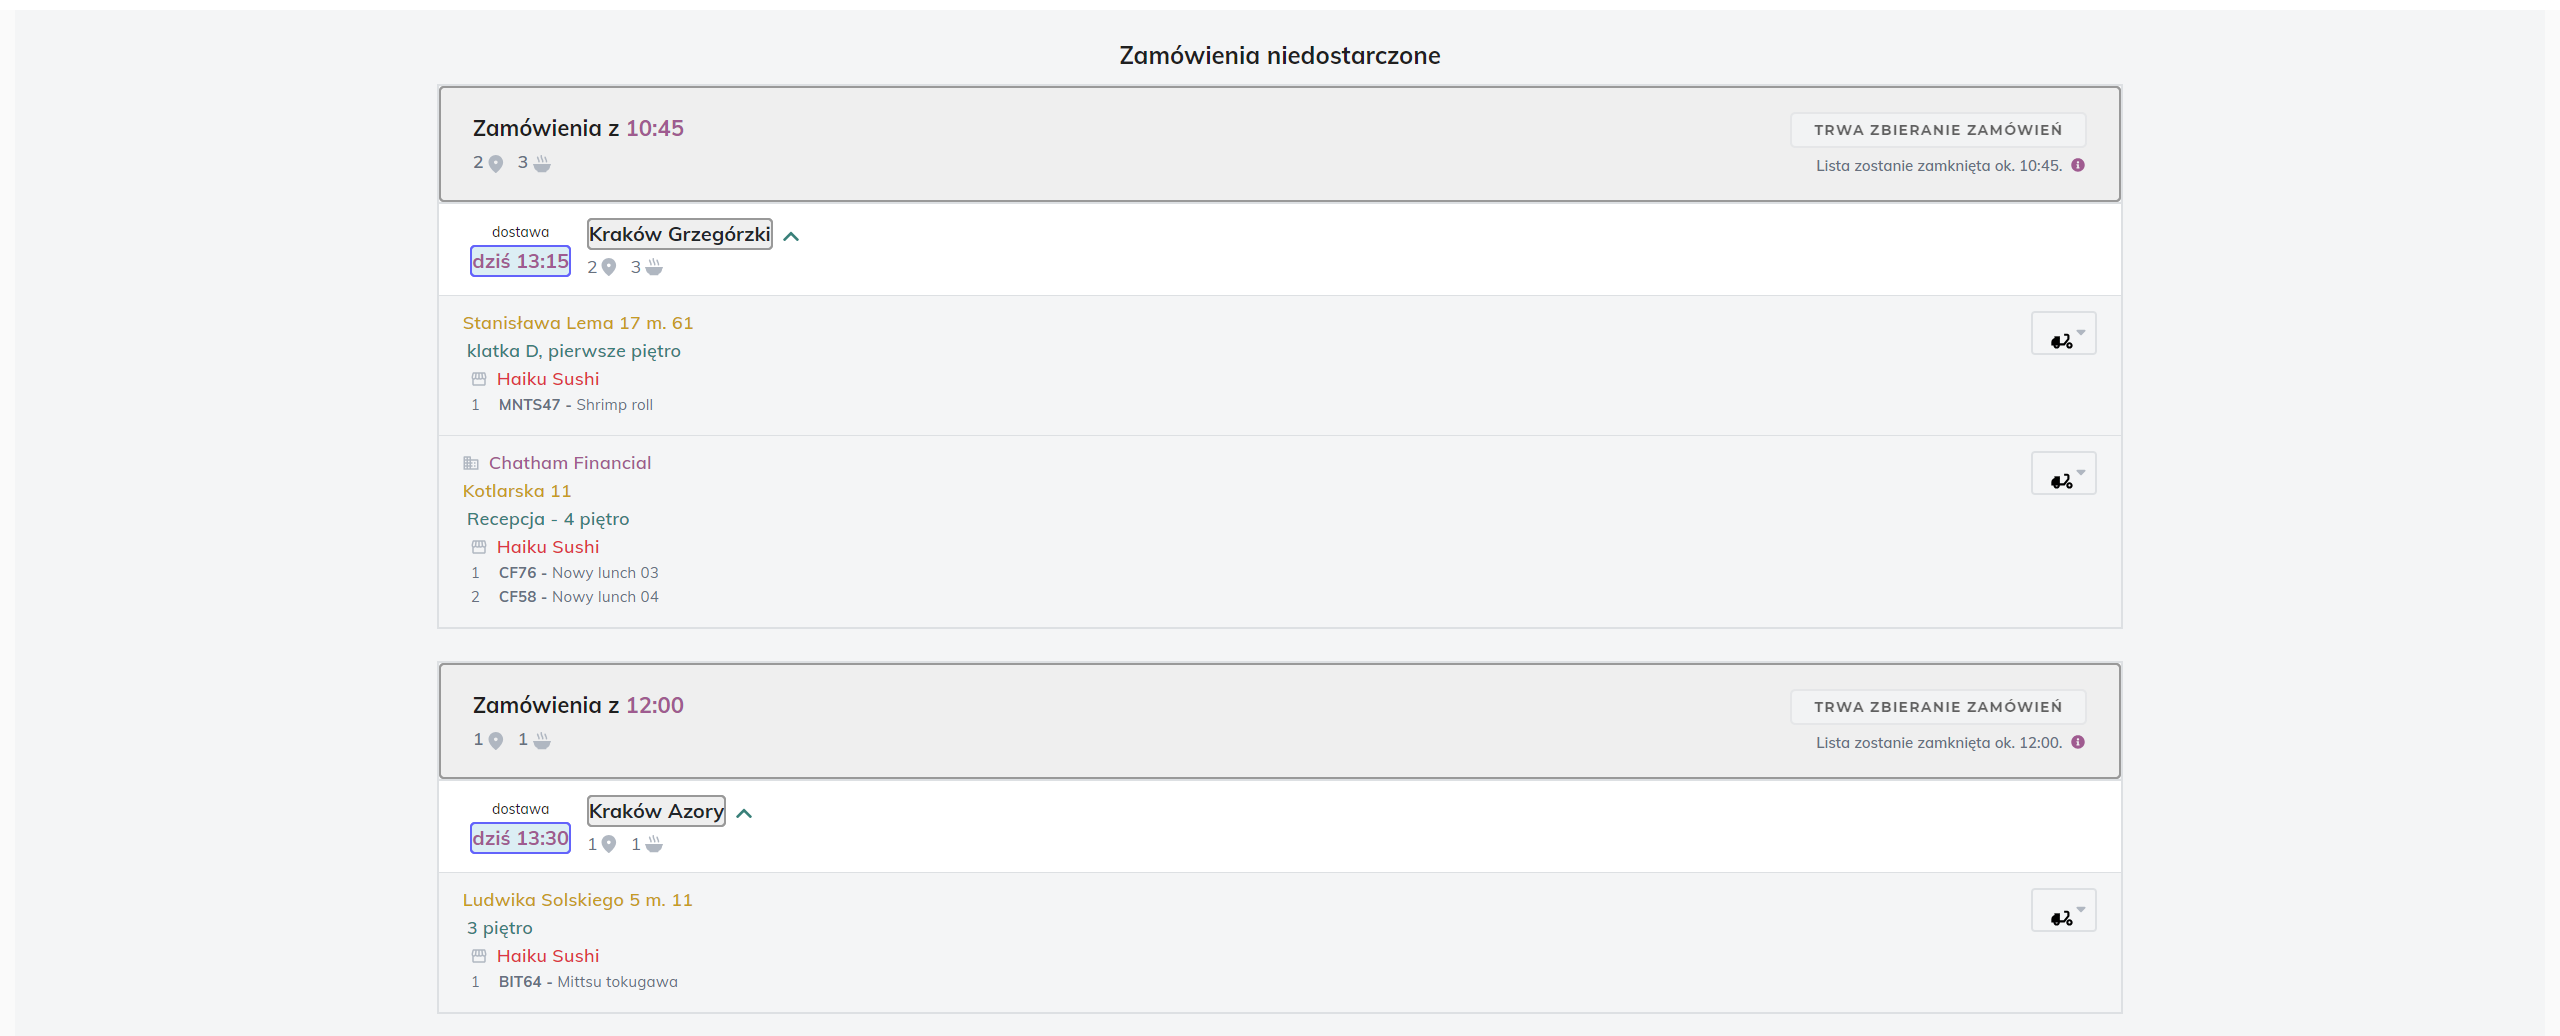 Zamówienia niedostarczone
Zamówienia z 10:45
TRWA ZBIERANIE ZAMÓWIEŃ
2 3
Lista zostanie zamknięta ok. 10:45.
dostawa
Kraków Grzegórzki
dziś 13:15
2 3
Stanisława Lema 17 m. 61
klatka D, pierwsze piętro
Haiku Sushi
1 MNTS47 - Shrimp roll
Chatham Financial
Kotlarska 11
Recepcja - 4 piętro
Haiku Sushi
1 CF76 - Nowy lunch 03
2 CF58 - Nowy lunch 04
Zamówienia z 12:00
TRWA ZBIERANIE ZAMÓWIEŃ
1 1
Lista zostanie zamknięta ok. 12:00.
dostawa
Kraków Azory
dziś 13:30
1 1
Ludwika Solskiego 5 m. 11
3 piętro
Haiku Sushi
1 BIT64 - Mittsu tokugawa